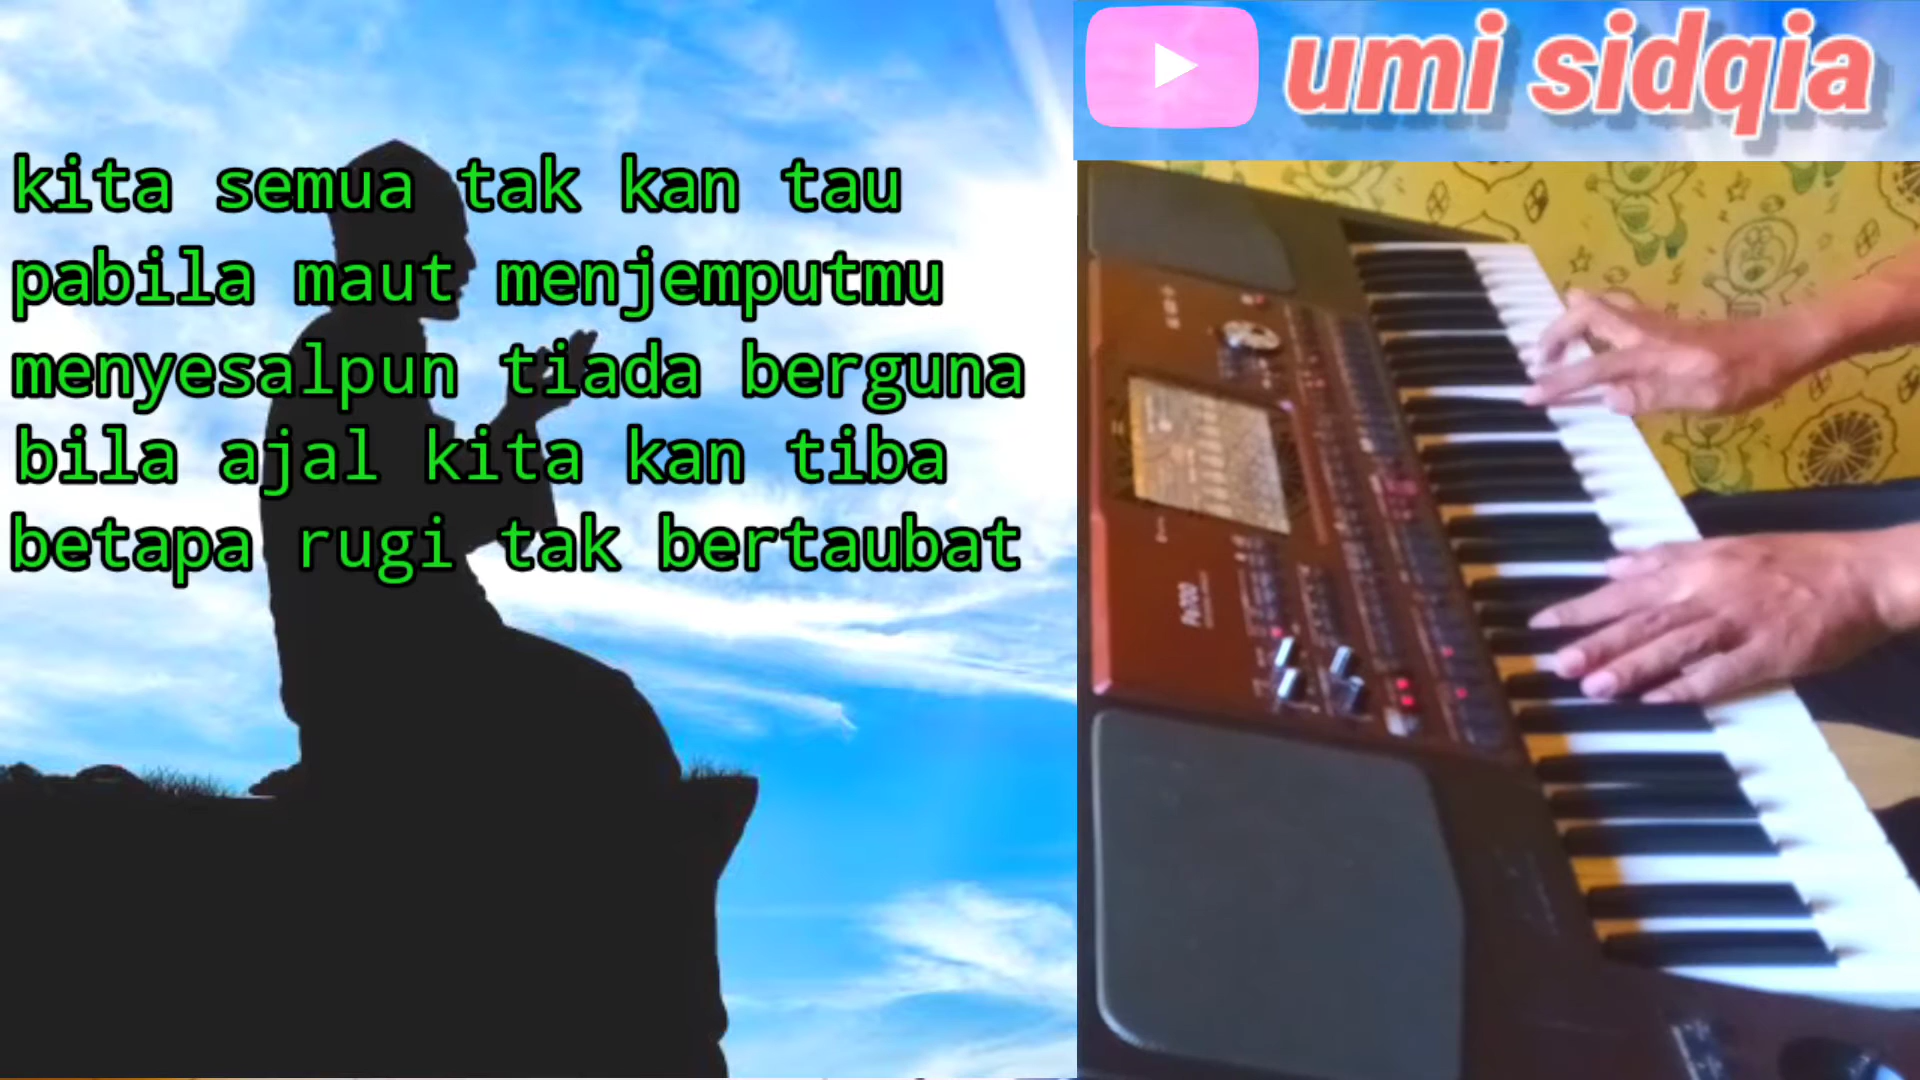 kita semua tak kan tau
pabila maut menjemputmu
menyesalpun tiada berguna
bila ajal kita kan tiba
betapa rugi tak bertaubat
umi sidqia
Pa700